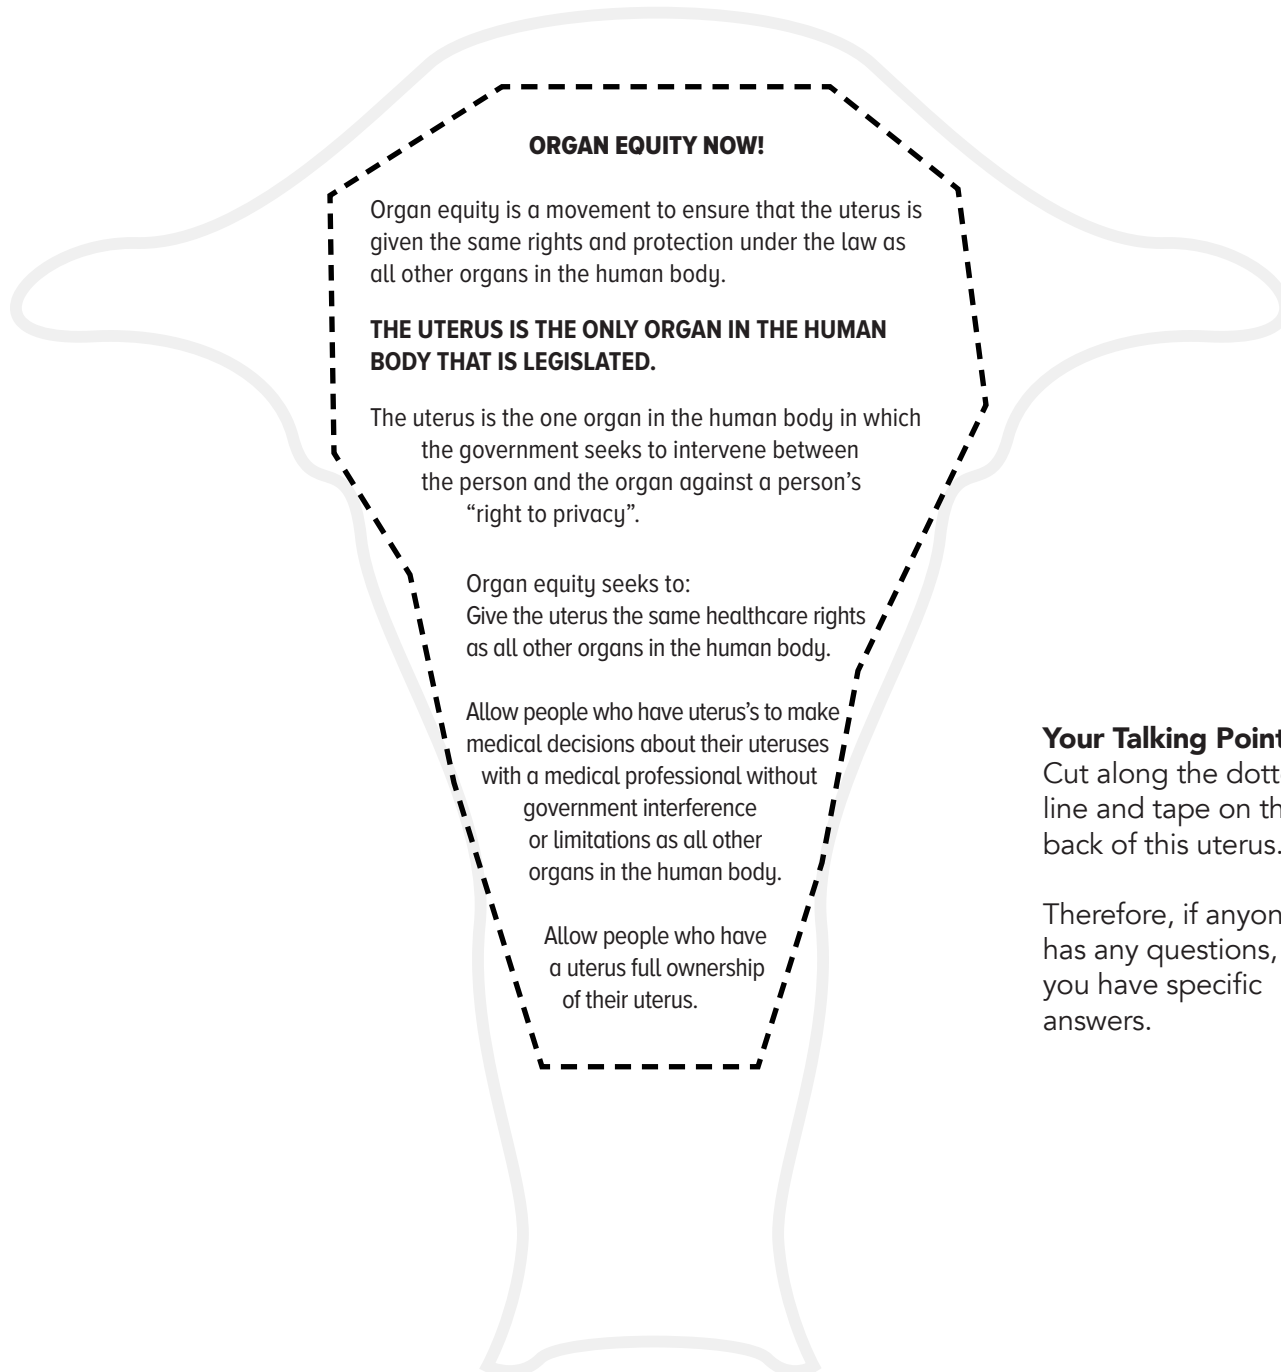 ORGAN EQUITY NOW!
Organ equity is a movement to ensure that the uterus is
given the same rights and protection under the law as
all other organs in the human body.
THE UTERUS IS THE ONLY ORGAN IN THE HUMAN
BODY THAT IS LEGISLATED.
The uterus is the one organ in the human body in which
the government seeks to intervene between
the person and the organ against a person’s
“right to privacy”.
Organ equity seeks to:
Give the uterus the same healthcare rights
as all other organs in the human body.
Allow people who have uterus’s to make
medical decisions about their uteruses
with a medical professional without
government interference
or limitations as all other
organs in the human body.
Allow people who have
a uterus full ownership
of their uterus.
Your Talking
Cut along the
line and tape on
back of this uterus.
Therefore, if
has any questions,
you have specific
answers.